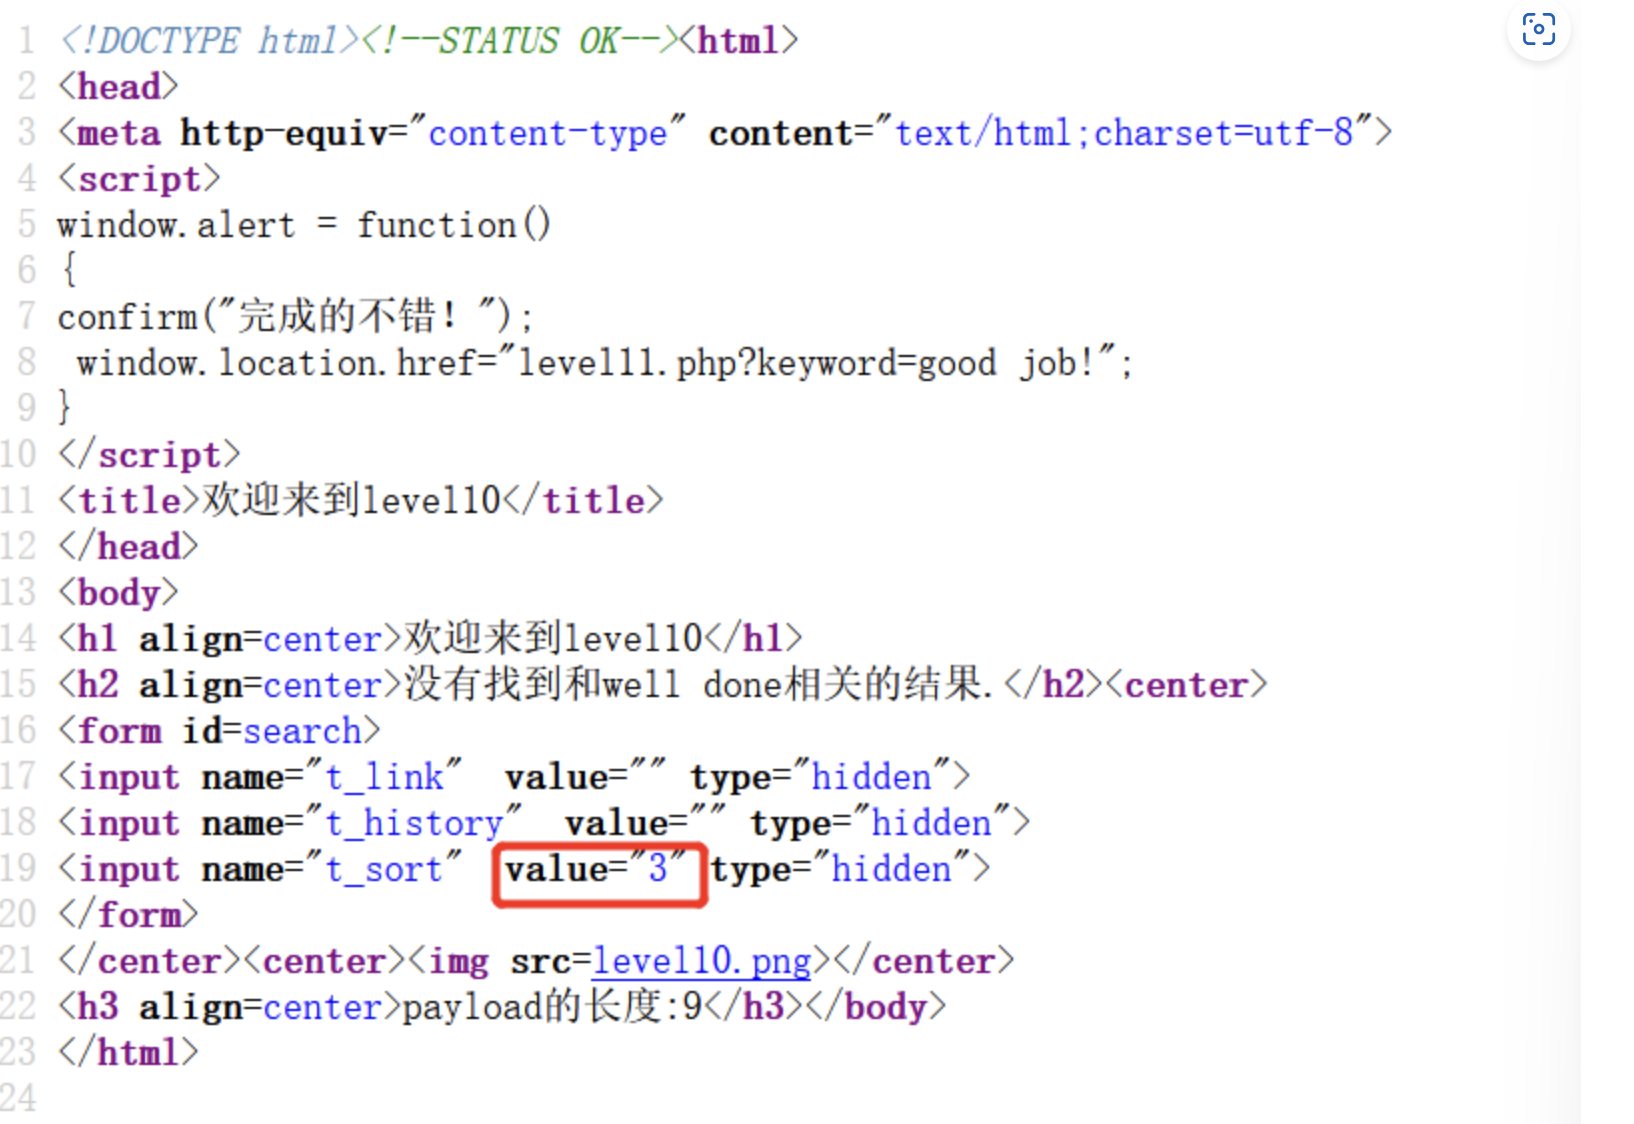 1 <!DOCTYPE html><!--STATUS OK--><html>
2 <head>
3 <meta http-equiv="content-type" content="text/html;charset=utf-8">
4 <script>
5 window.alert = function()
6 {
7 confirm("完成的不错！");
8  window.location.href="level11.php?keyword=good job!";
9 }
10 </script>
11 <title>欢迎来到level10</title>
12 </head>
13 <body>
14 <h1 align=center>欢迎来到level10</h1>
15 <h2 align=center>没有找到和well done相关的结果.</h2><center>
16 <form id=search>
17 <input name="t_link"  value="" type="hidden">
18 <input name="t_history"  value="" type="hidden">
19 <input name="t_sort"  value="3" type="hidden">
20 </form>
21 </center><center><img src=level10.png></center>
22 <h3 align=center>payload的长度:9</h3></body>
23 </html>
24